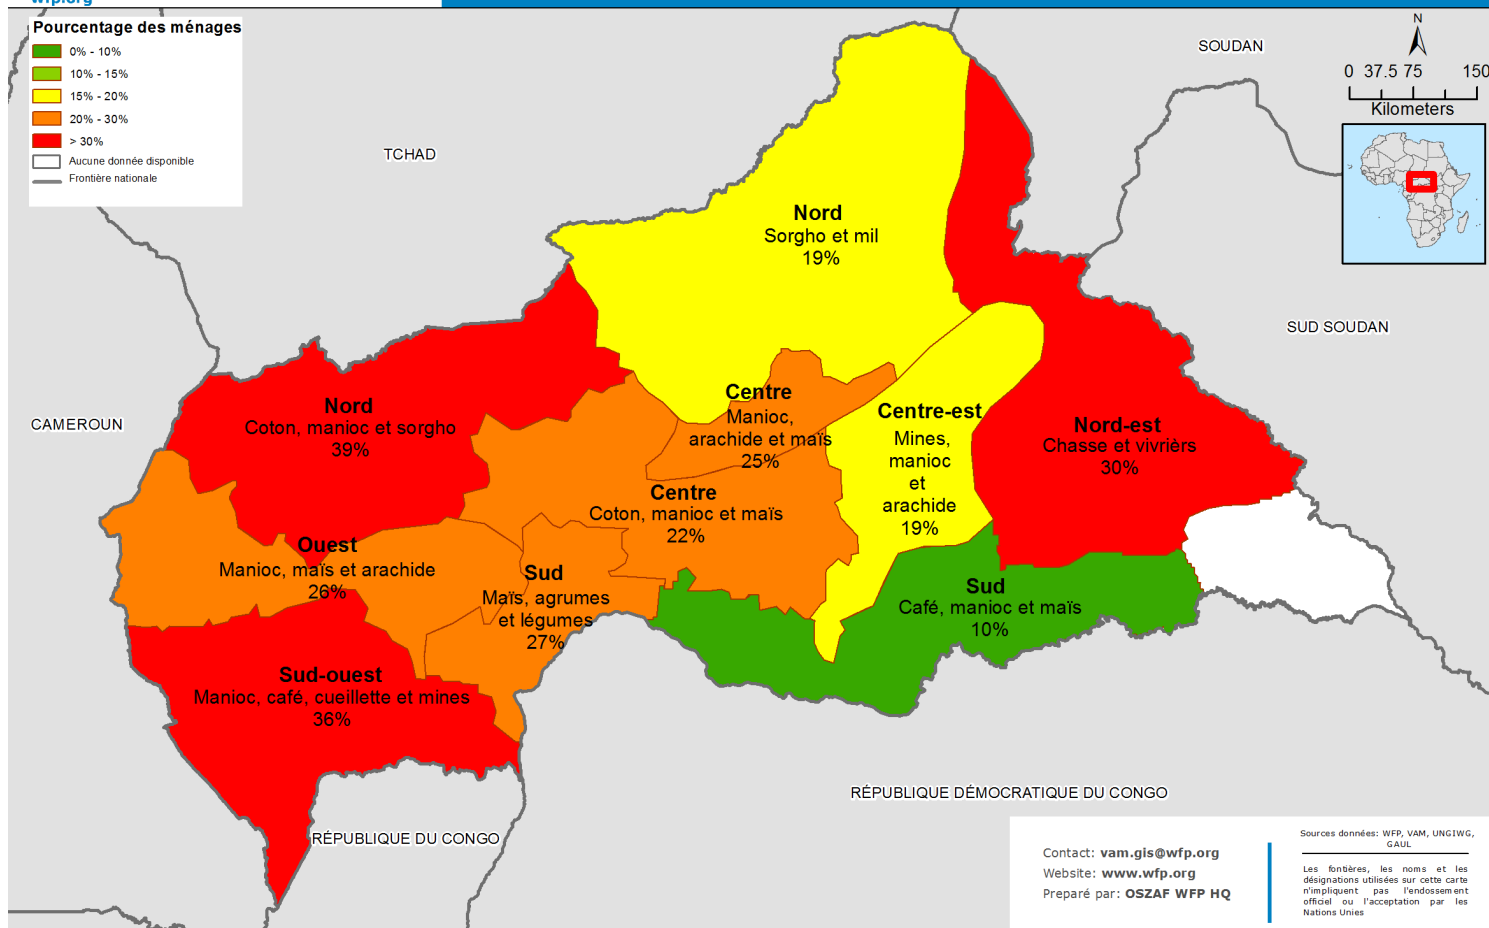 wfp.org
Pourcentage des ménages
0% - 10%
10% - 15%
15% - 20%
20% - 30%
> 30%
Aucune donnée disponible
Frontière nationale
N
0 37.5 75 150
Kilometers
SOUDAN
TCHAD
CAMEROUN
SUD SOUDAN
RÉPUBLIQUE DÉMOCRATIQUE DU CONGO
RÉPUBLIQUE DU CONGO
Nord
Sorgho et mil
19%
Nord
Coton, manioc et sorgho
39%
Centre
Manioc,
arachide et maïs
25%
Centre-est
Mines,
manioc
et
arachide
19%
Nord-est
Chasse et vivrièrs
30%
Centre
Coton, manioc et maïs
22%
Ouest
Manioc, maïs et arachide
26%
Sud
Maïs, agrumes
et légumes
27%
Sud
Café, manioc et maïs
10%
Sud-ouest
Manioc, café, cueillette et mines
36%
Contact: vam.gis@wfp.org
Website: www.wfp.org
Preparé par: OSZAF WFP HQ
Sources données: WFP, VAM, UNGIWG,
GAUL
Les fontières, les noms et les
désignations utilisées sur cette carte
n'impliquent pas l'endossement
officiel ou l'acceptation par les
Nations Unies